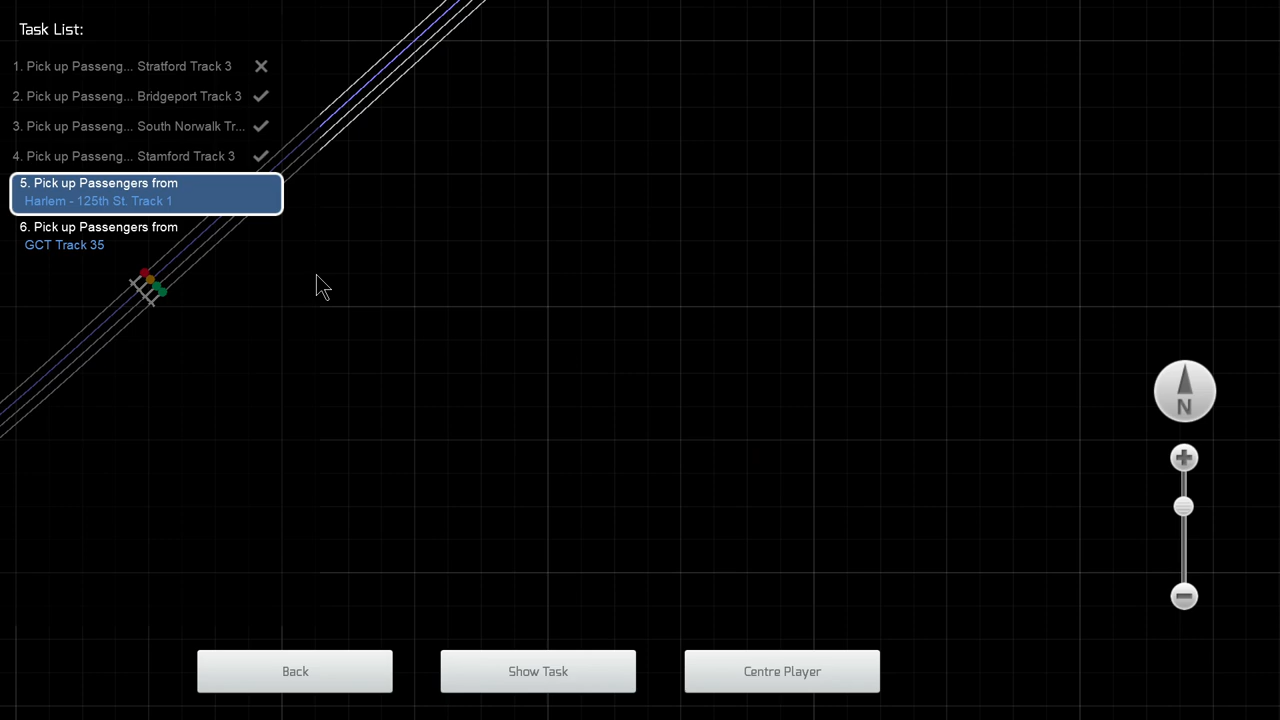 Task List:
1. Pick up Passeng... Stratford Track 3
2. Pick up Passeng... Bridgeport Track 3
3. Pick up Passeng... South Norwalk Tr...
4. Pick up Passeng... Stamford Track 3
5. Pick up Passengers from
Harlem - 125th St. Track 1
6. Pick up Passengers from
GCT Track 35
N
Back
Show Task
Centre Player